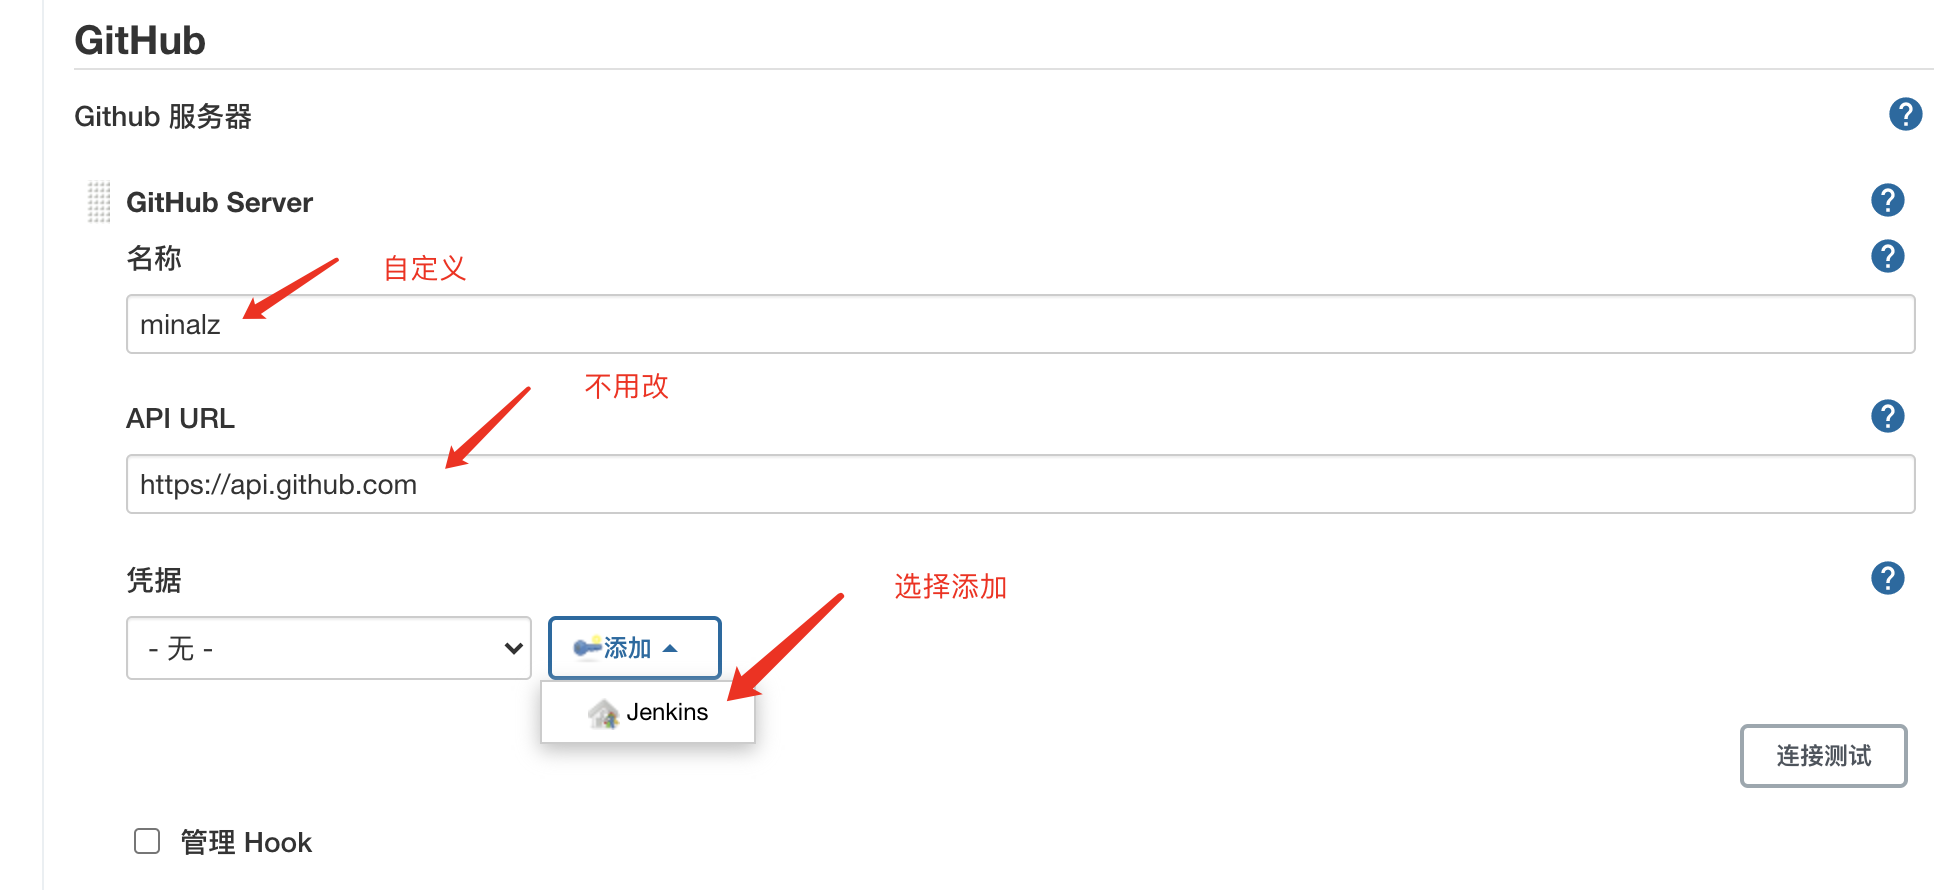 GitHub
Github 服务器
GitHub Server
名称
自定义
minalz
不用改
API URL
https://api.github.com
凭据
选择添加
- 无 -
添加
Jenkins
连接测试
管理 Hook